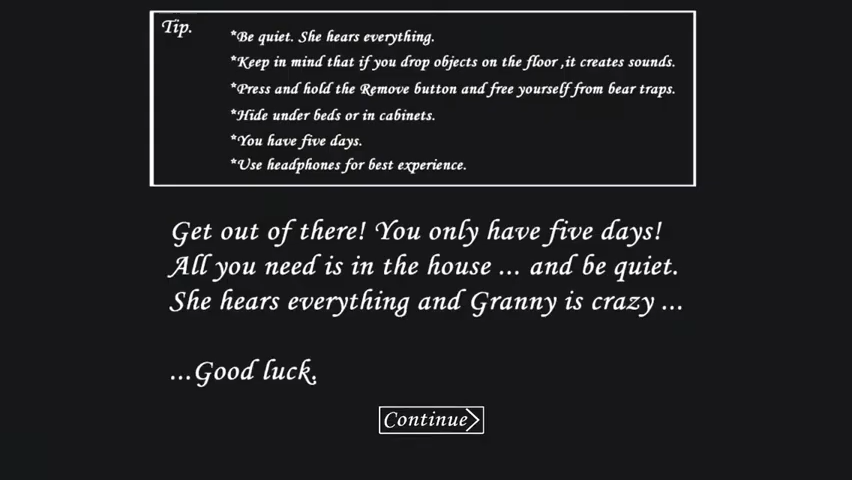 Tip.
*Be quiet. She hears everything.
*Keep in mind that if you drop objects on the floor ,it creates sounds.
*Press and hold the Remove button and free yourself from bear traps.
*Hide under beds or in cabinets.
*You have five days.
*Use headphones for best experience.
Get out of there! You only have five days!
All you need is in the house ... and be quiet.
She hears everything and Granny is crazy ...
...Good luck.
Continue